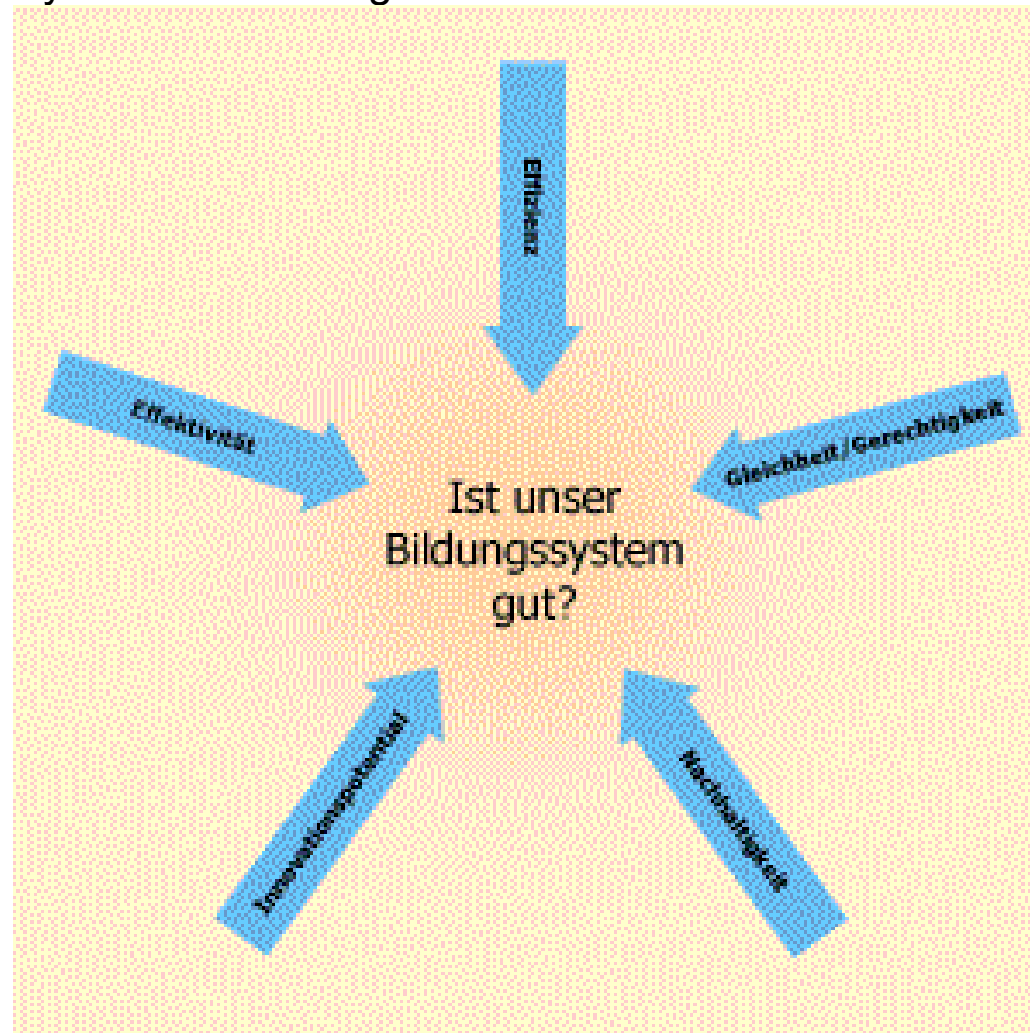 Effizienz
Effektivität
Gleichheit/Gerechtigkeit
Ist unser
Bildungssystem
gut?
Innovationspotential
Nachhaltigkeit